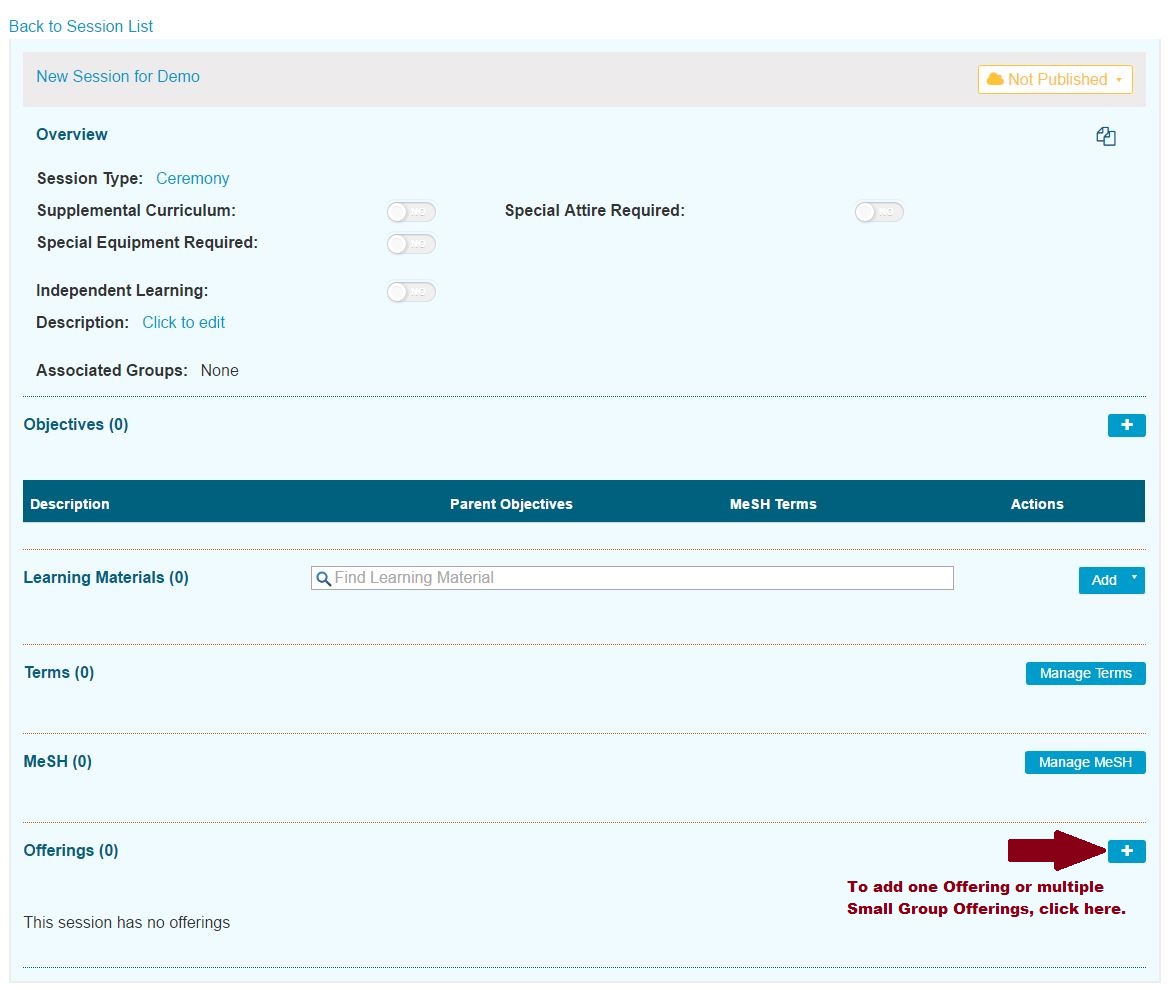 Back to Session List
New Session for Demo Not Published
Overview
Session Type: Ceremony
Supplemental Curriculum: NO Special Attire Required: NO
Special Equipment Required: NO
Independent Learning: NO
Description: Click to edit
Associated Groups: None
Objectives (0)
Description Parent Objectives MeSH Terms Actions
Learning Materials (0) Find Learning Material Add
Terms (0) Manage Terms
MeSH (0) Manage MeSH
Offerings (0)
To add one Offering or multiple
Small Group Offerings, click here.
This session has no offerings